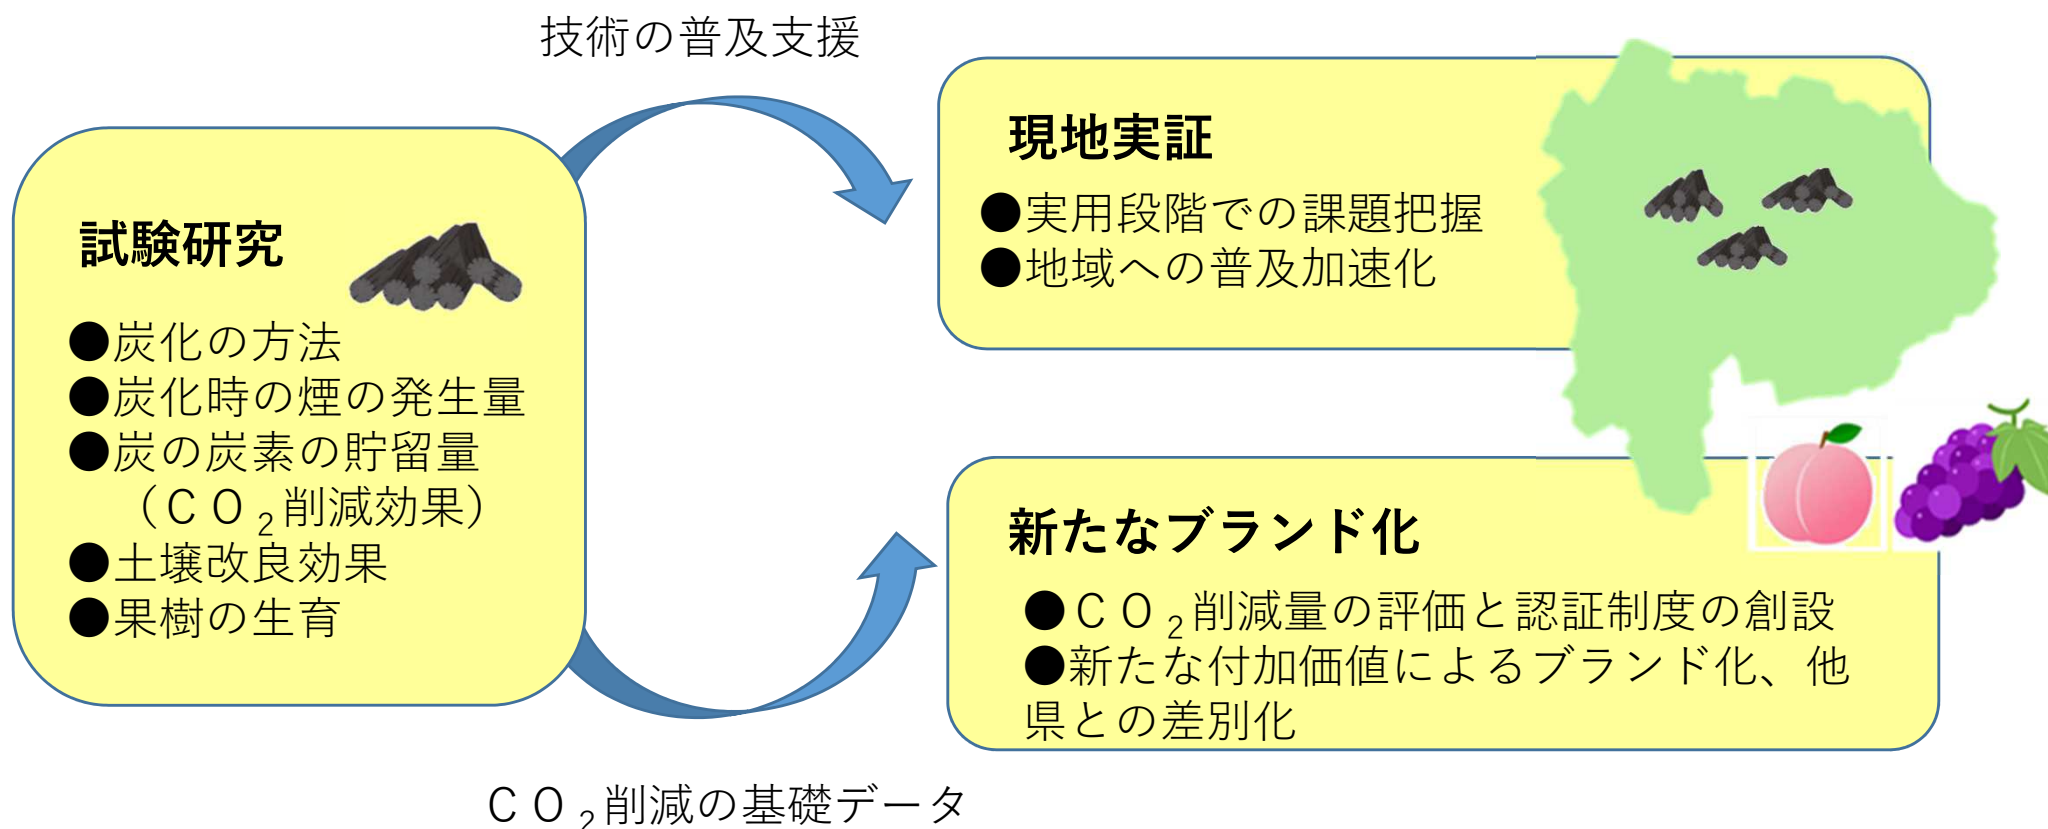 技術の普及支援
試験研究
●炭化の方法
●炭化時の煙の発生量
●炭の炭素の貯留量
（ＣＯ₂削減効果）
●土壌改良効果
●果樹の生育
現地実証
●実用段階での課題把握
●地域への普及加速化
新たなブランド化
●ＣＯ₂削減量の評価と認証制度の創設
●新たな付加価値によるブランド化、他
県との差別化
ＣＯ₂削減の基礎データ